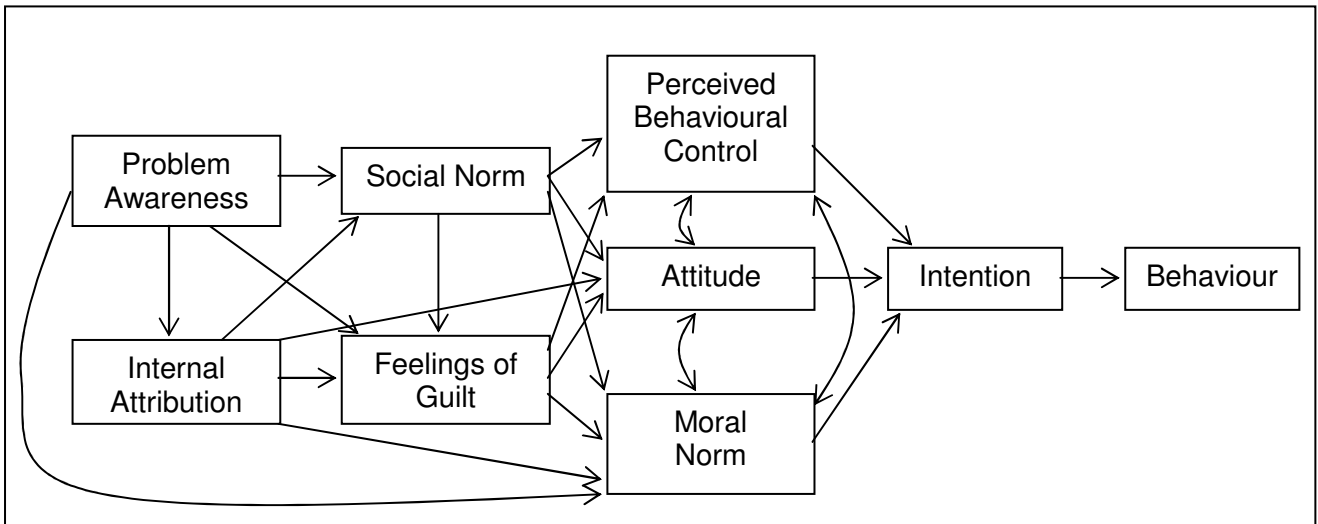 Problem
Awareness
Internal
Attribution
Social Norm
Feelings of
Guilt
Perceived
Behavioural
Control
Attitude
Moral
Norm
Intention
Behaviour